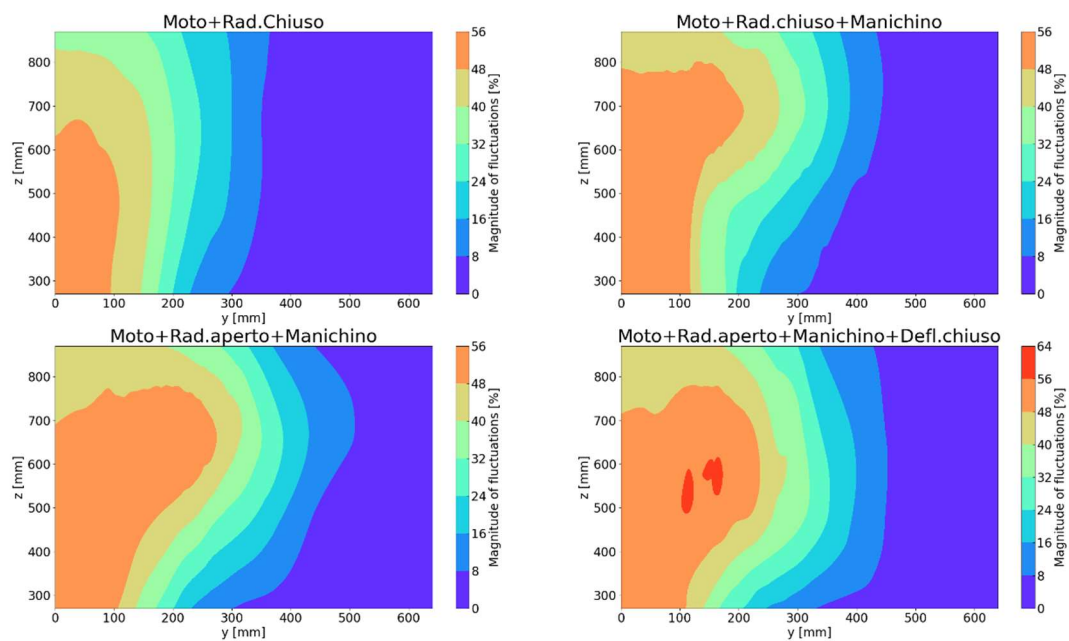 Moto+Rad.Chiuso
800
700
600
500
400
300
z [mm]
0 100 200 300 400 500 600
y [mm]
56
48
40
32
24
16
8
0
Magnitude of fluctuations [%]
Moto+Rad.chiuso+Manichino
800
700
600
500
400
300
z [mm]
0 100 200 300 400 500 600
y [mm]
56
48
40
32
24
16
8
0
Magnitude of fluctuations [%]
Moto+Rad.aperto+Manichino
800
700
600
500
400
300
z [mm]
0 100 200 300 400 500 600
y [mm]
56
48
40
32
24
16
8
0
Magnitude of fluctuations [%]
Moto+Rad.aperto+Manichino+Defl.chiuso
800
700
600
500
400
300
z [mm]
0 100 200 300 400 500 600
y [mm]
64
56
48
40
32
24
16
8
0
Magnitude of fluctuations [%]